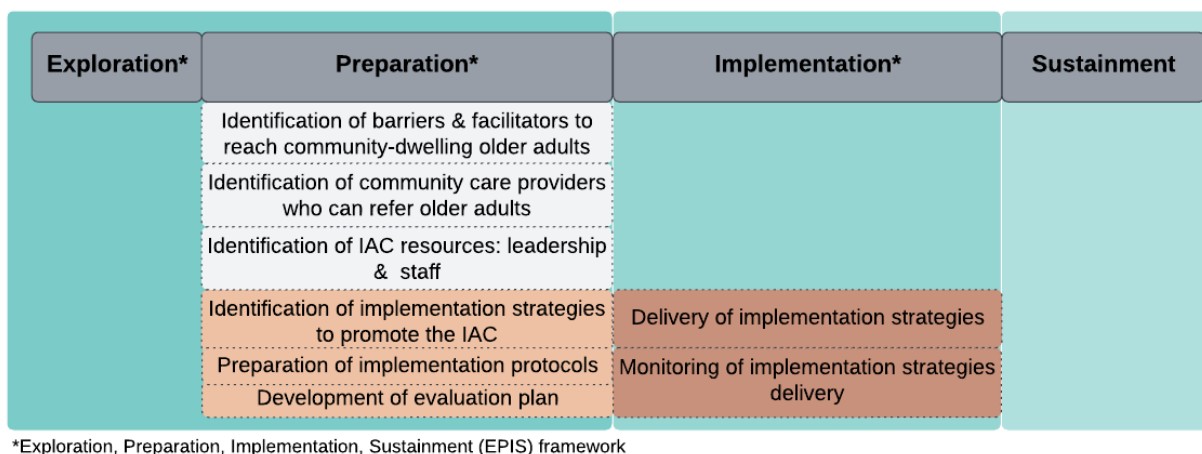 Exploration*
Preparation*
Implementation*
Sustainment
Identification of barriers & facilitators to
reach community-dwelling older adults
Identification of community care providers
who can refer older adults
Identification of IAC resources: leadership
& staff
Identification of implementation strategies
to promote the IAC
Preparation of implementation protocols
Development of evaluation plan
Delivery of implementation strategies
Monitoring of implementation strategies
delivery
*Exploration, Preparation, Implementation, Sustainment (EPIS) framework